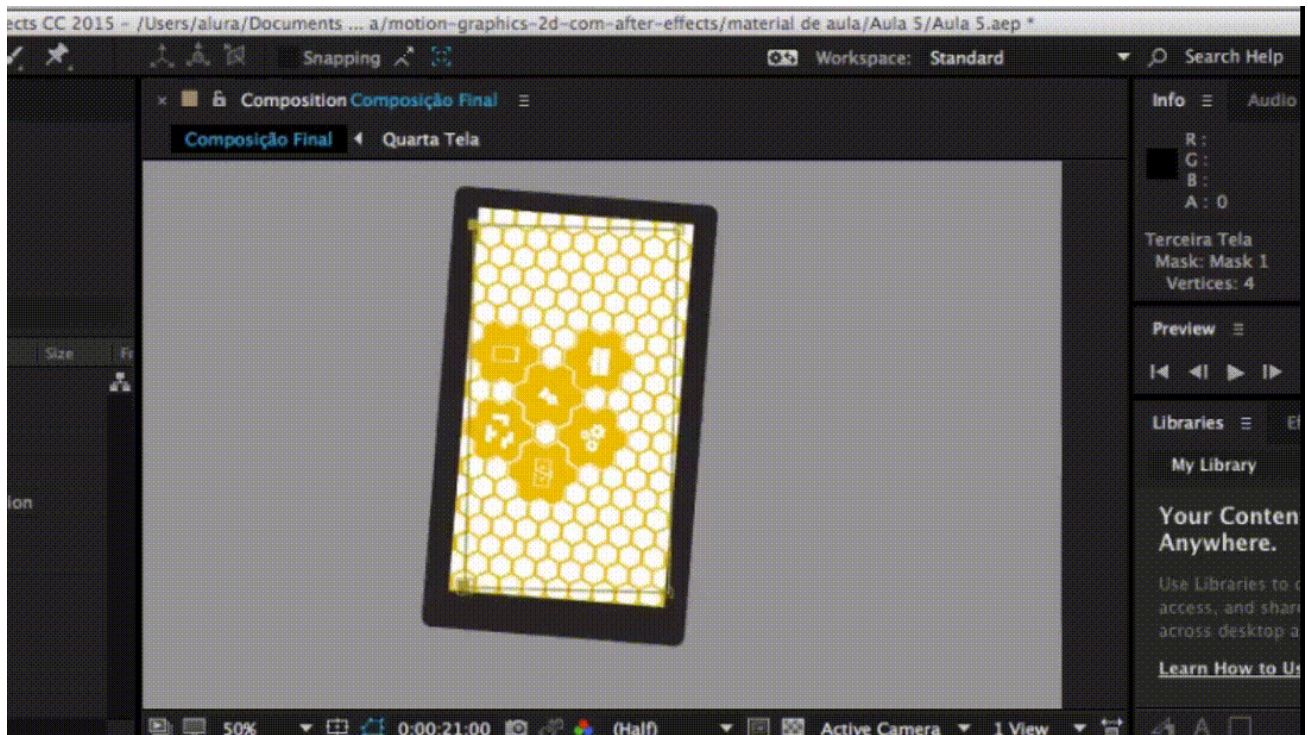 ects CC 2015 - /Users/alura/Documents ... a/motion-graphics-2d-com-after-effects/material de aula/Aula 5/Aula 5.aep *
Snapping
Workspace: Standard
Search Help
Composition Composição Final
Composição Final
Quarta Tela
Info
Audio
R :
G :
B :
A : 0
Terceira Tela
Mask: Mask 1
Vertices: 4
Preview
Size
Libraries
My Library
ion
Your Conten
Anywhere.
Use Libraries to c
access, and shar
across desktop a
Learn How to Us
50%
0:00:21:00
(Half)
Active Camera
1 View